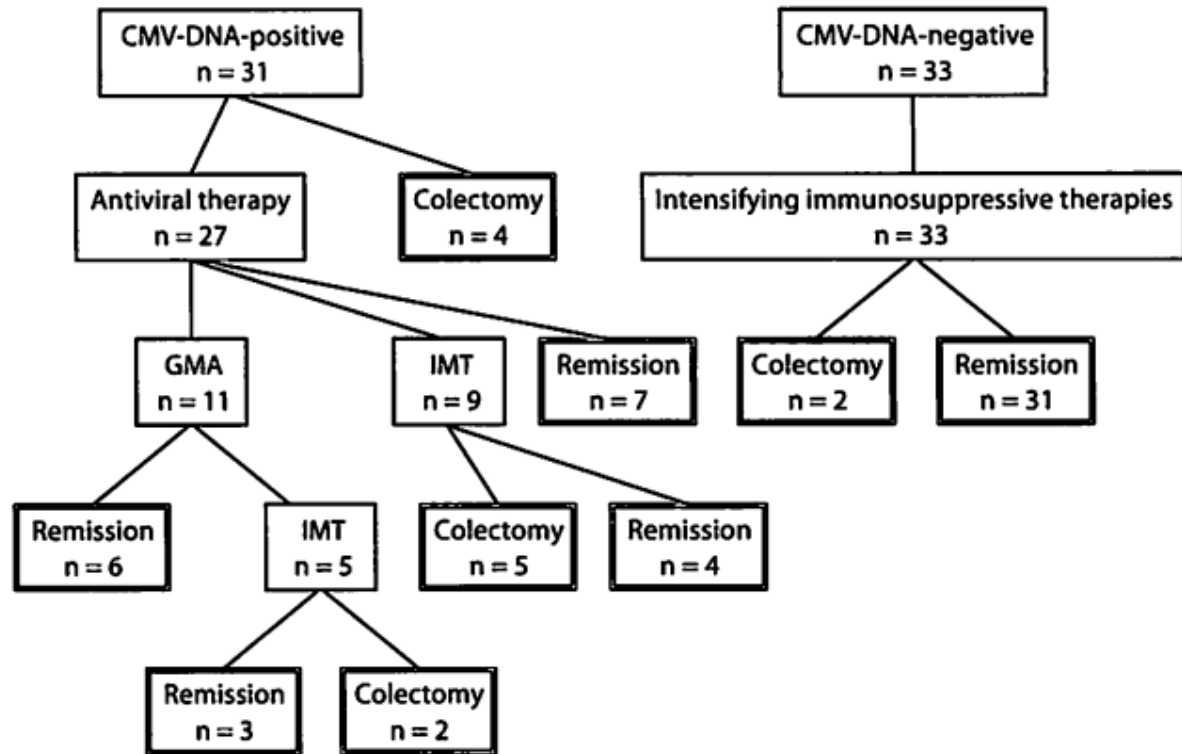 CMV-DNA-positive
n = 31
CMV-DNA-negative
n = 33
Antiviral therapy
n = 27
Colectomy
n = 4
Intensifying immunosuppressive therapies
n = 33
GMA
n = 11
IMT
n = 9
Remission
n = 7
Colectomy
n = 2
Remission
n = 31
Remission
n = 6
IMT
n = 5
Colectomy
n = 5
Remission
n = 4
Remission
n = 3
Colectomy
n = 2